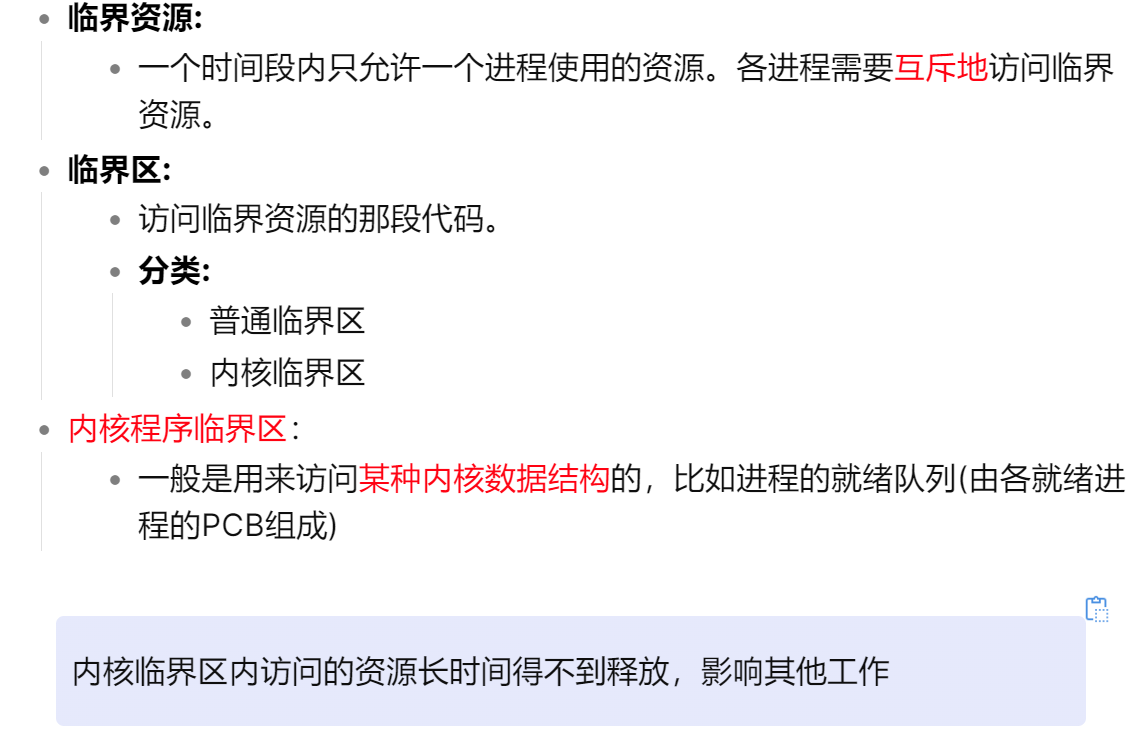 临界资源:
一个时间段内只允许一个进程使用的资源。各进程需要互斥地访问临界
资源。
临界区:
访问临界资源的那段代码。
分类:
普通临界区
内核临界区
内核程序临界区：
一般是用来访问某种内核数据结构的，比如进程的就绪队列(由各就绪进
程的PCB组成)
内核临界区内访问的资源长时间得不到释放，影响其他工作